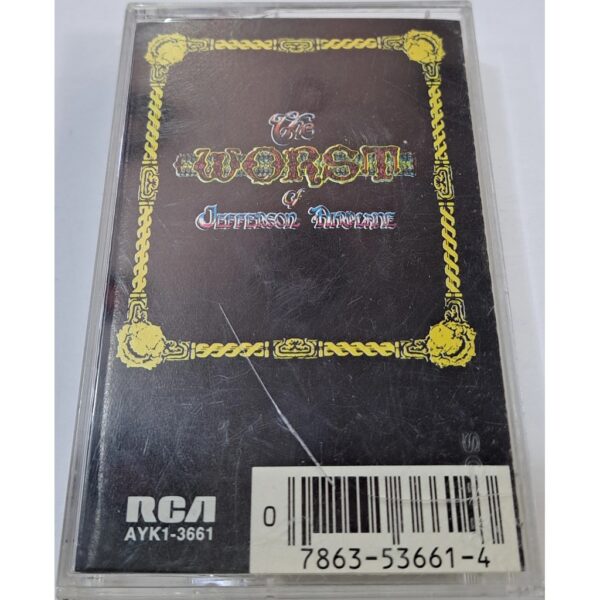 The
WORST
of
JEFFERSON AIRPLANE
RCA
AYK1-3661
0
7863-53661-4